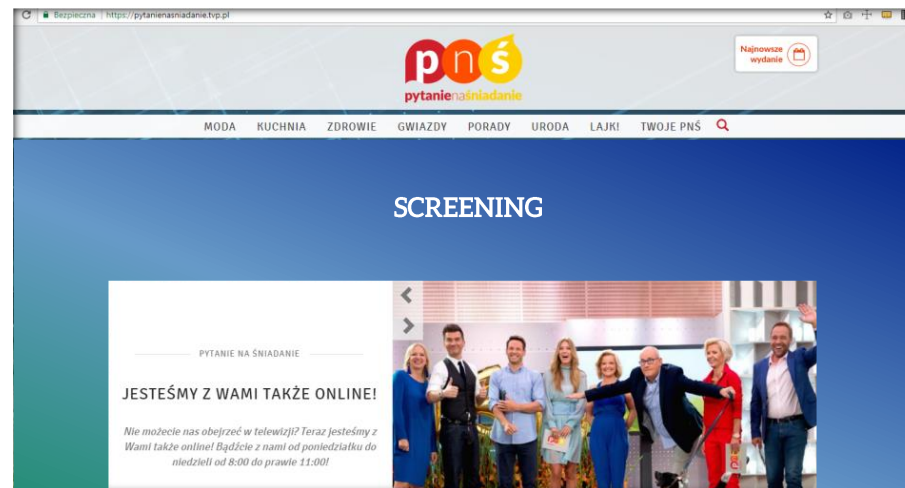 Bezpieczna | https://pytanienasniadanie.tvp.pl
pnś
pytanienaśniadanie
Najnowsze
wydanie
MODA KUCHNIA ZDROWIE GWIAZDY PORADY URODA LAJK! TWOJE PNŚ
SCREENING
PYTANIE NA ŚNIADANIE
JESTEŚMY Z WAMI TAKŻE ONLINE!
Nie możecie nas obejrzeć w telewizji? Teraz jesteśmy z
Wami także online! Bądźcie z nami od poniedziałku do
niedzieli od 8:00 do prawie 11:00!